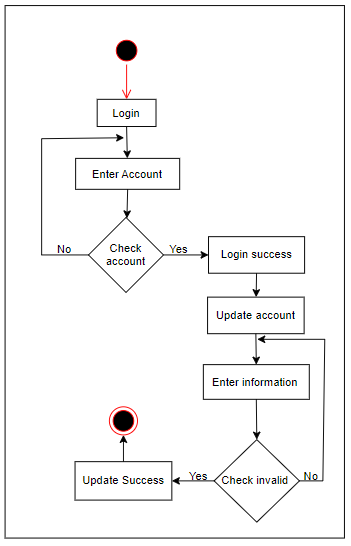 Login
Enter Account
No
Check
account
Yes
Login success
Update account
Enter information
Update Success
Yes
Check invalid
No